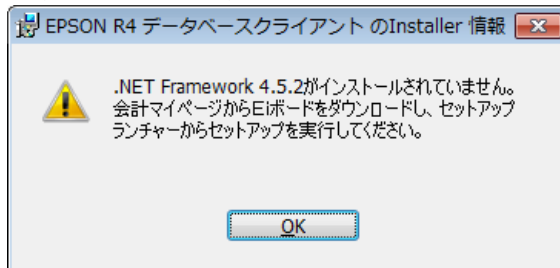 EPSON R4 データベースクライアント のInstaller 情報
.NET Framework 4.5.2がインストールされていません。
会計マイページからEiボードをダウンロードし、セットアップ
ランチャーからセットアップを実行してください。
OK